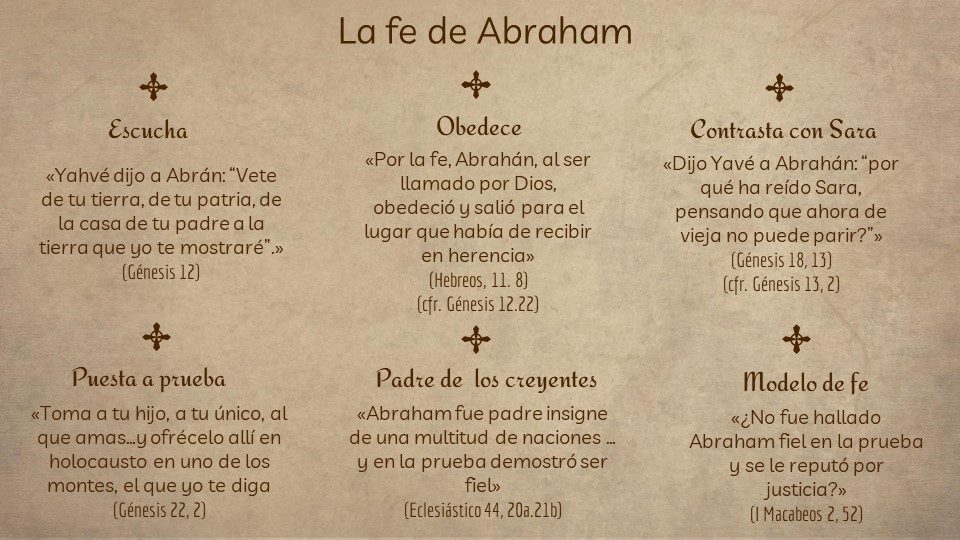 La fe de Abraham
Escucha
«Yahvé dijo a Abrán: “Vete
de tu tierra, de tu patria, de
la casa de tu padre a la
tierra que yo te mostraré”.»
(Génesis 12)
Obedece
«Por la fe, Abrahán, al ser
llamado por Dios,
obedeció y salió para el
lugar que había de recibir
en herencia»
(Hebreos, 11. 8)
(cfr. Génesis 12.22)
Contrasta con Sara
«Dijo Yavé a Abrahán: “por
qué ha reído Sara,
pensando que ahora de
vieja no puede parir?”»
(Génesis 18, 13)
(cfr. Génesis 13, 2)
Puesta a prueba
«Toma a tu hijo, a tu único, al
que amas…y ofrécelo allí en
holocausto en uno de los
montes, el que yo te diga
(Génesis 22, 2)
Padre de los creyentes
«Abraham fue padre insigne
de una multitud de naciones …
y en la prueba demostró ser
fiel»
(Eclesiástico 44, 20a.21b)
Modelo de fe
«¿No fue hallado
Abraham fiel en la prueba
y se le reputó por
justicia?»
(I Macabeos 2, 52)